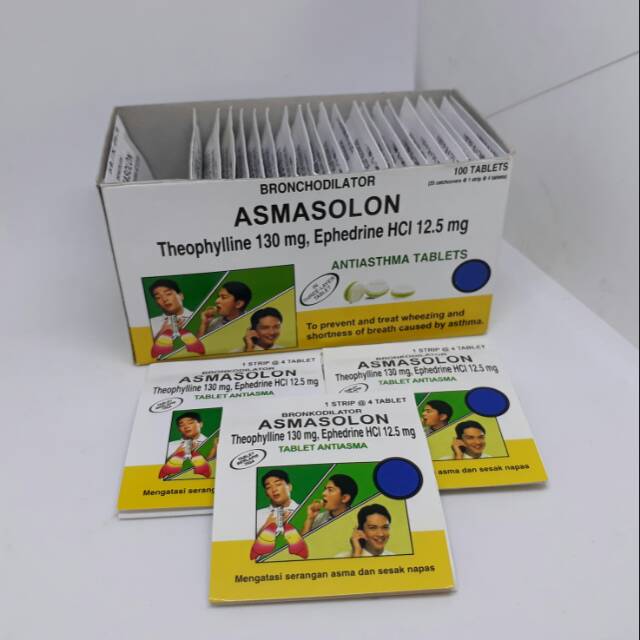 BRONCHODILATOR
100 TABLETS
ASMASOLON
Theophylline 130 mg, Ephedrine HCl 12.5 mg
ANTIASTHMA TABLETS
To prevent and treat wheezing and
shortness of breath caused by asthma.
1 STRIP @ 4 TABLET
ASMASOLON
Theophylline 130 mg, Ephedrine HCl 12.5 mg
TABLET ANTIASMA
Mengatasi serangan
1 STRIP @ 4 TABLET
BRONKODILATOR
ASMASOLON
Theophylline 130 mg, Ephedrine HCl 12.5 mg
TABLET ANTIASMA
asma dan sesak napas
1 STRIP @ 4 TABLET
BRONKODILATOR
ASMASOLON
Theophylline 130 mg, Ephedrine HCl 12.5 mg
TABLET ANTIASMA
Mengatasi serangan asma dan sesak napas